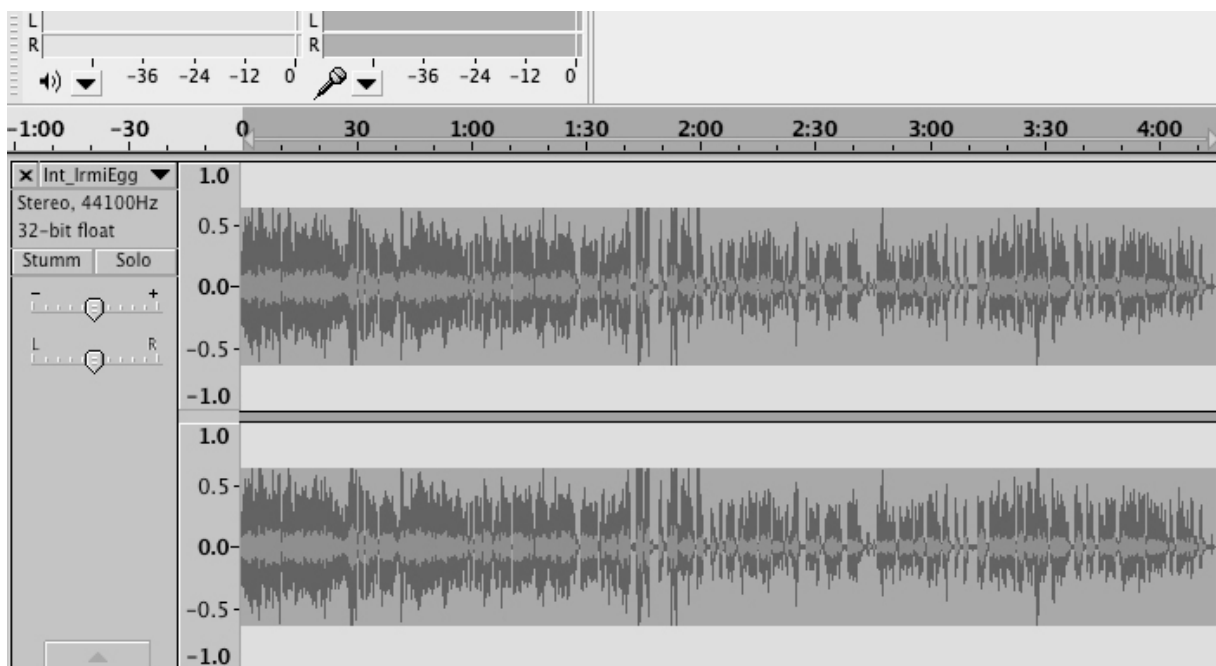 L L
R R
-36 -24 -12 0 -36 -24 -12 0
-1:00 -30 0 30 1:00 1:30 2:00 2:30 3:00 3:30 4:00
Int_IrmiEgg 1.0
Stereo, 44100Hz
32-bit float 0.5-
Stumm Solo
- + 0.0-
L R -0.5-
-1.0
1.0
0.5-
0.0-
-0.5-
-1.0